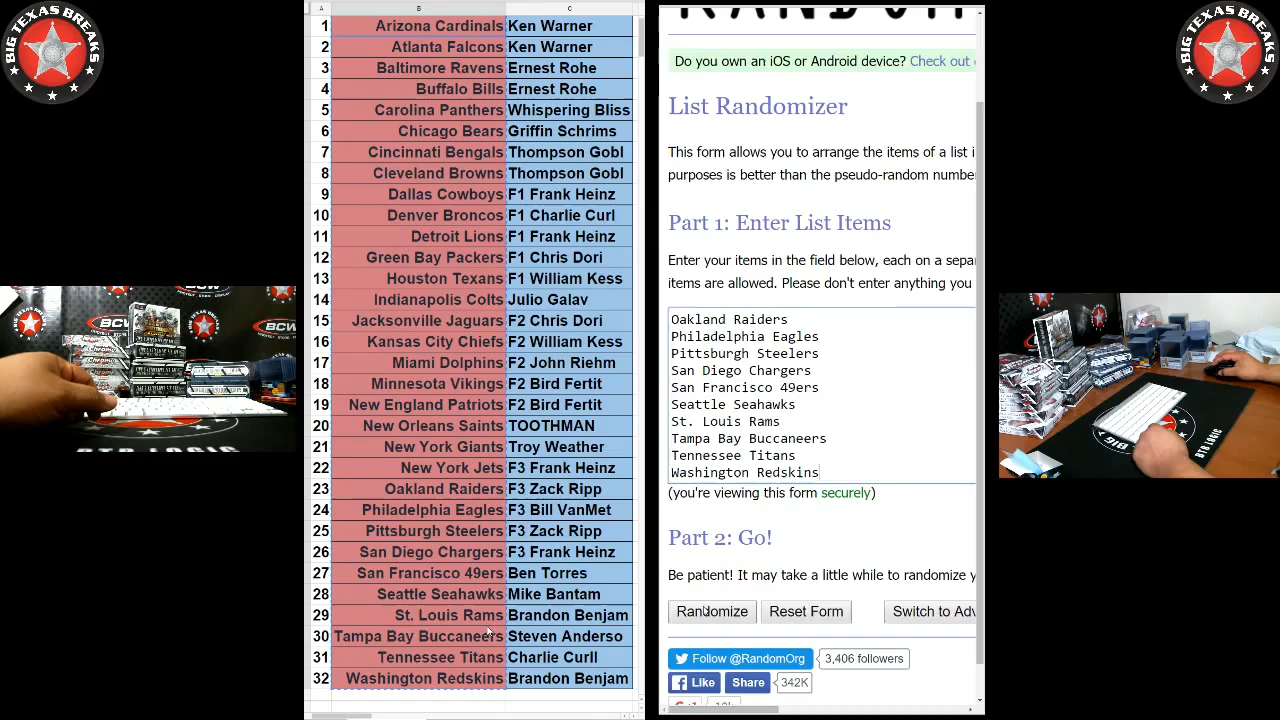 BIG TEXAS BREAKS
B
C
1 Arizona Cardinals Ken Warner
2 Atlanta Falcons Ken Warner
3 Baltimore Ravens Ernest Rohe
4 Buffalo Bills Ernest Rohe
5 Carolina Panthers Whispering Bliss
6 Chicago Bears Griffin Schrims
7 Cincinnati Bengals Thompson Gobl
8 Cleveland Browns Thompson Gobl
9 Dallas Cowboys F1 Frank Heinz
10 Denver Broncos F1 Charlie Curl
11 Detroit Lions F1 Frank Heinz
12 Green Bay Packers F1 Chris Dori
13 Houston Texans F1 William Kess
14 Indianapolis Colts Julio Galav
15 Jacksonville Jaguars F2 Chris Dori
16 Kansas City Chiefs F2 William Kess
17 Miami Dolphins F2 John Riehm
18 Minnesota Vikings F2 Bird Fertit
19 New England Patriots F2 Bird Fertit
20 New Orleans Saints TOOTHMAN
21 New York Giants Troy Weather
22 New York Jets F3 Frank Heinz
23 Oakland Raiders F3 Zack Ripp
24 Philadelphia Eagles F3 Bill VanMet
25 Pittsburgh Steelers F3 Zack Ripp
26 San Diego Chargers F3 Frank Heinz
27 San Francisco 49ers Ben Torres
28 Seattle Seahawks Mike Bantam
29 St. Louis Rams Brandon Benjam
30 Tampa Bay Buccaneers Steven Anderso
31 Tennessee Titans Charlie Curll
32 Washington Redskins Brandon Benjam
Do you own an iOS or Android device? Check out
List Randomizer
This form allows you to arrange the items of a list i
purposes is better than the pseudo-random numbe
Part 1: Enter List Items
Enter your items in the field below, each on a sepa
items are allowed. Please don't enter anything you
Oakland Raiders
Philadelphia Eagles
Pittsburgh Steelers
San Diego Chargers
San Francisco 49ers
Seattle Seahawks
St. Louis Rams
Tampa Bay Buccaneers
Tennessee Titans
Washington Redskins
(you're viewing this form securely)
Part 2: Go!
Be patient! It may take a little while to randomize y
Randomize Reset Form Switch to Adv
Follow @RandomOrg 3,406 followers
Like Share 342K
BIG TEXAS BREAKS
BCW
BCW